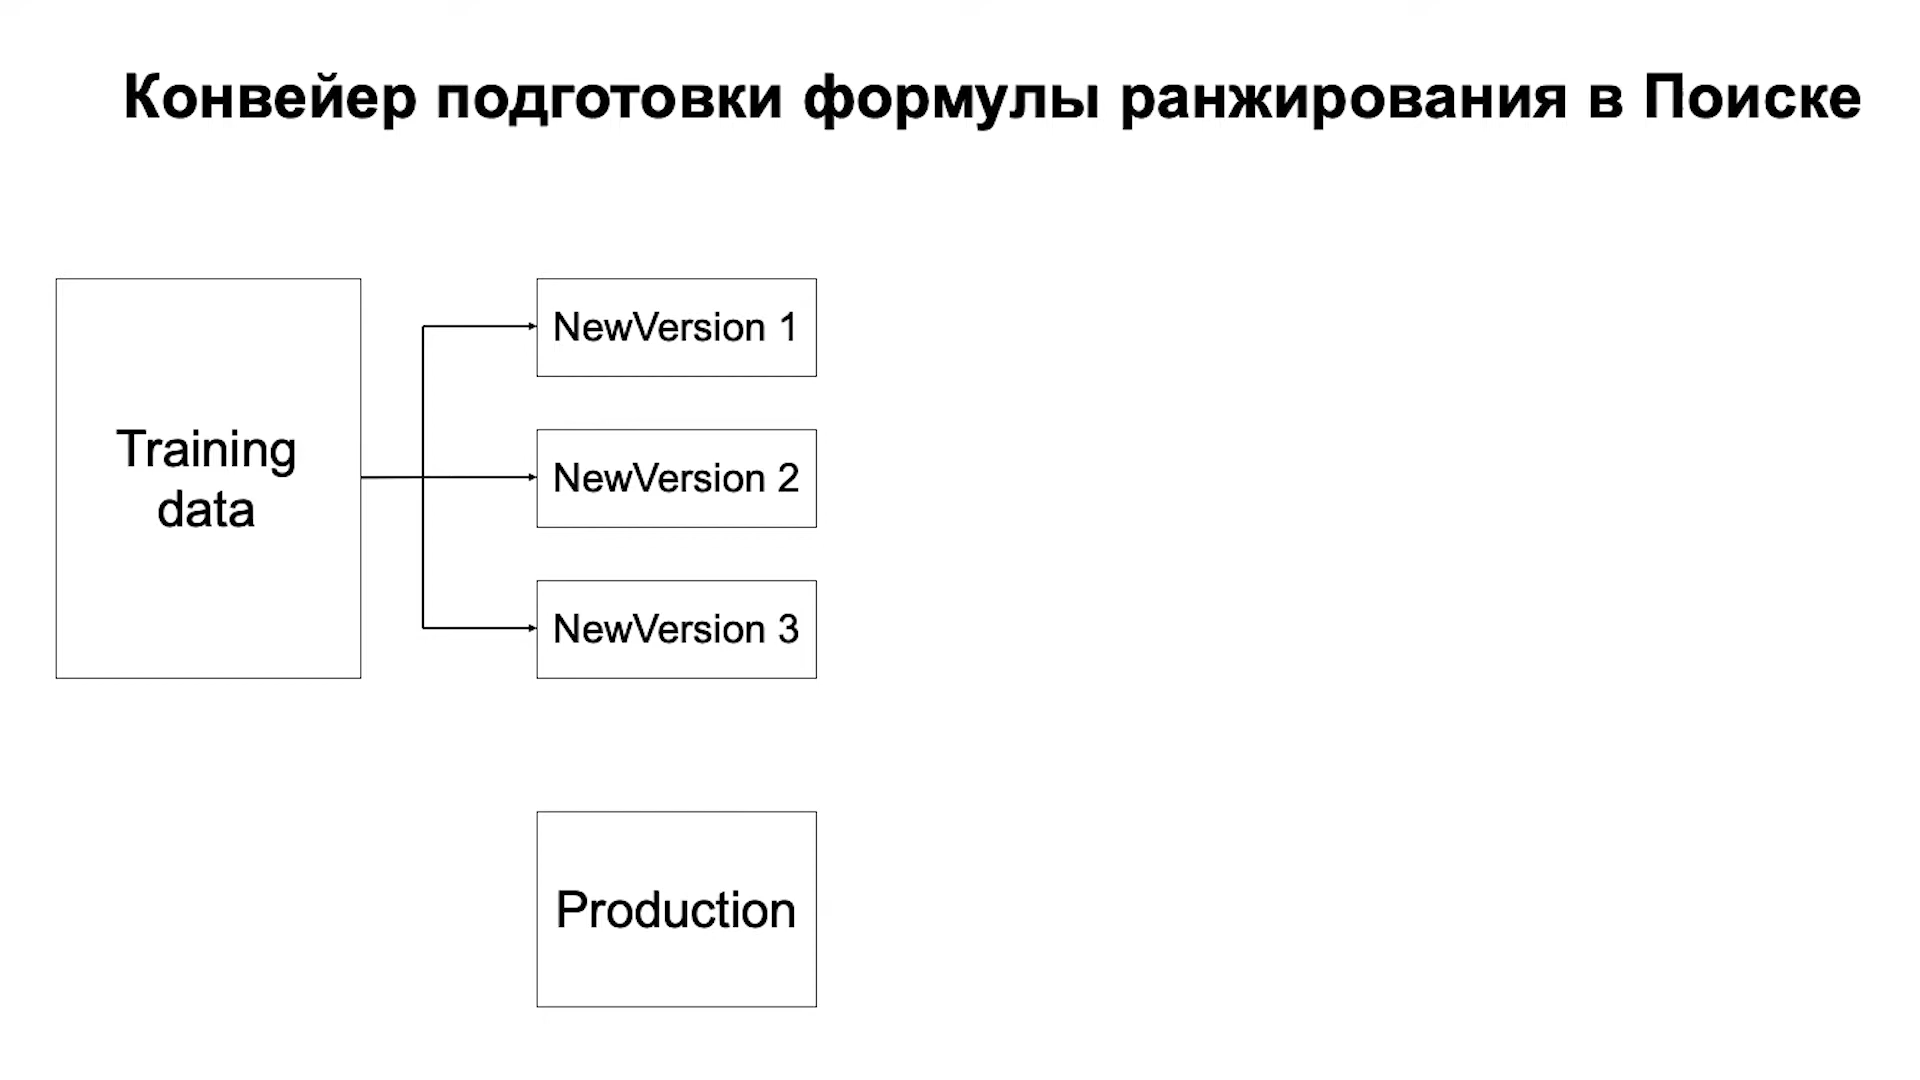 Конвейер подготовки формулы ранжирования в Поиске
Training
data
NewVersion 1
NewVersion 2
NewVersion 3
Production